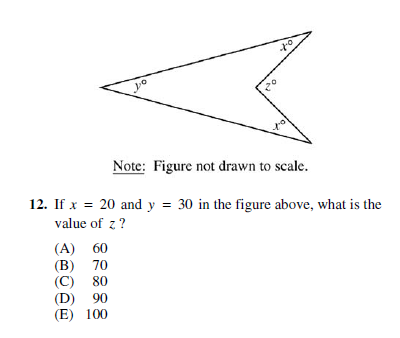 x°
y°
z°
x°
Note: Figure not drawn to scale.
12. If x = 20 and y = 30 in the figure above, what is the
value of z ?
(A) 60
(B) 70
(C) 80
(D) 90
(E) 100